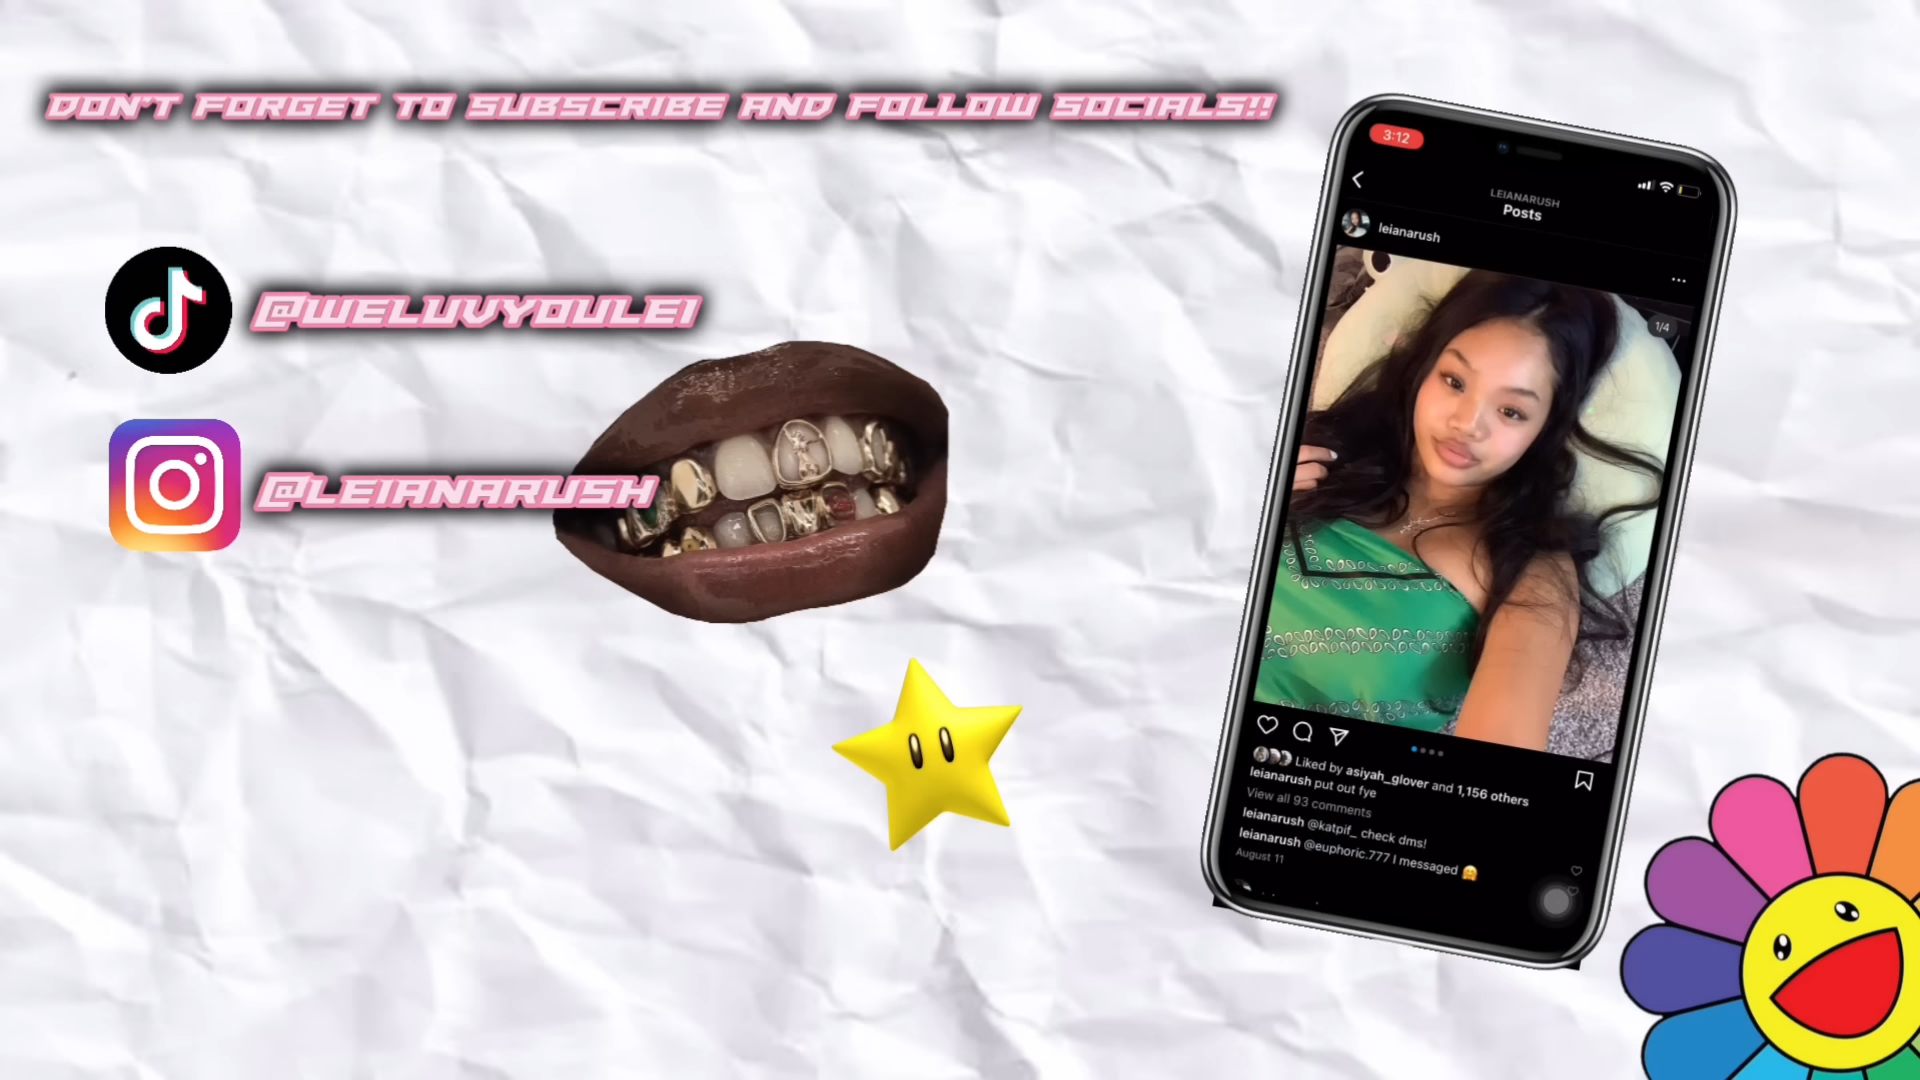 DON'T FORGET TO SUBSCRIBE AND FOLLOW SOCIALS!!
@WELUVYOULEI
@LEIANARUSH
3:12
LEIANARUSH
Posts
leianarush
1/4
Liked by asiyah_glover and 1,156 others
leianarush put out fye
View all 93 comments
leianarush @katpif_ check dms!
leianarush @euphoric.777 I messaged 🤗
August 11